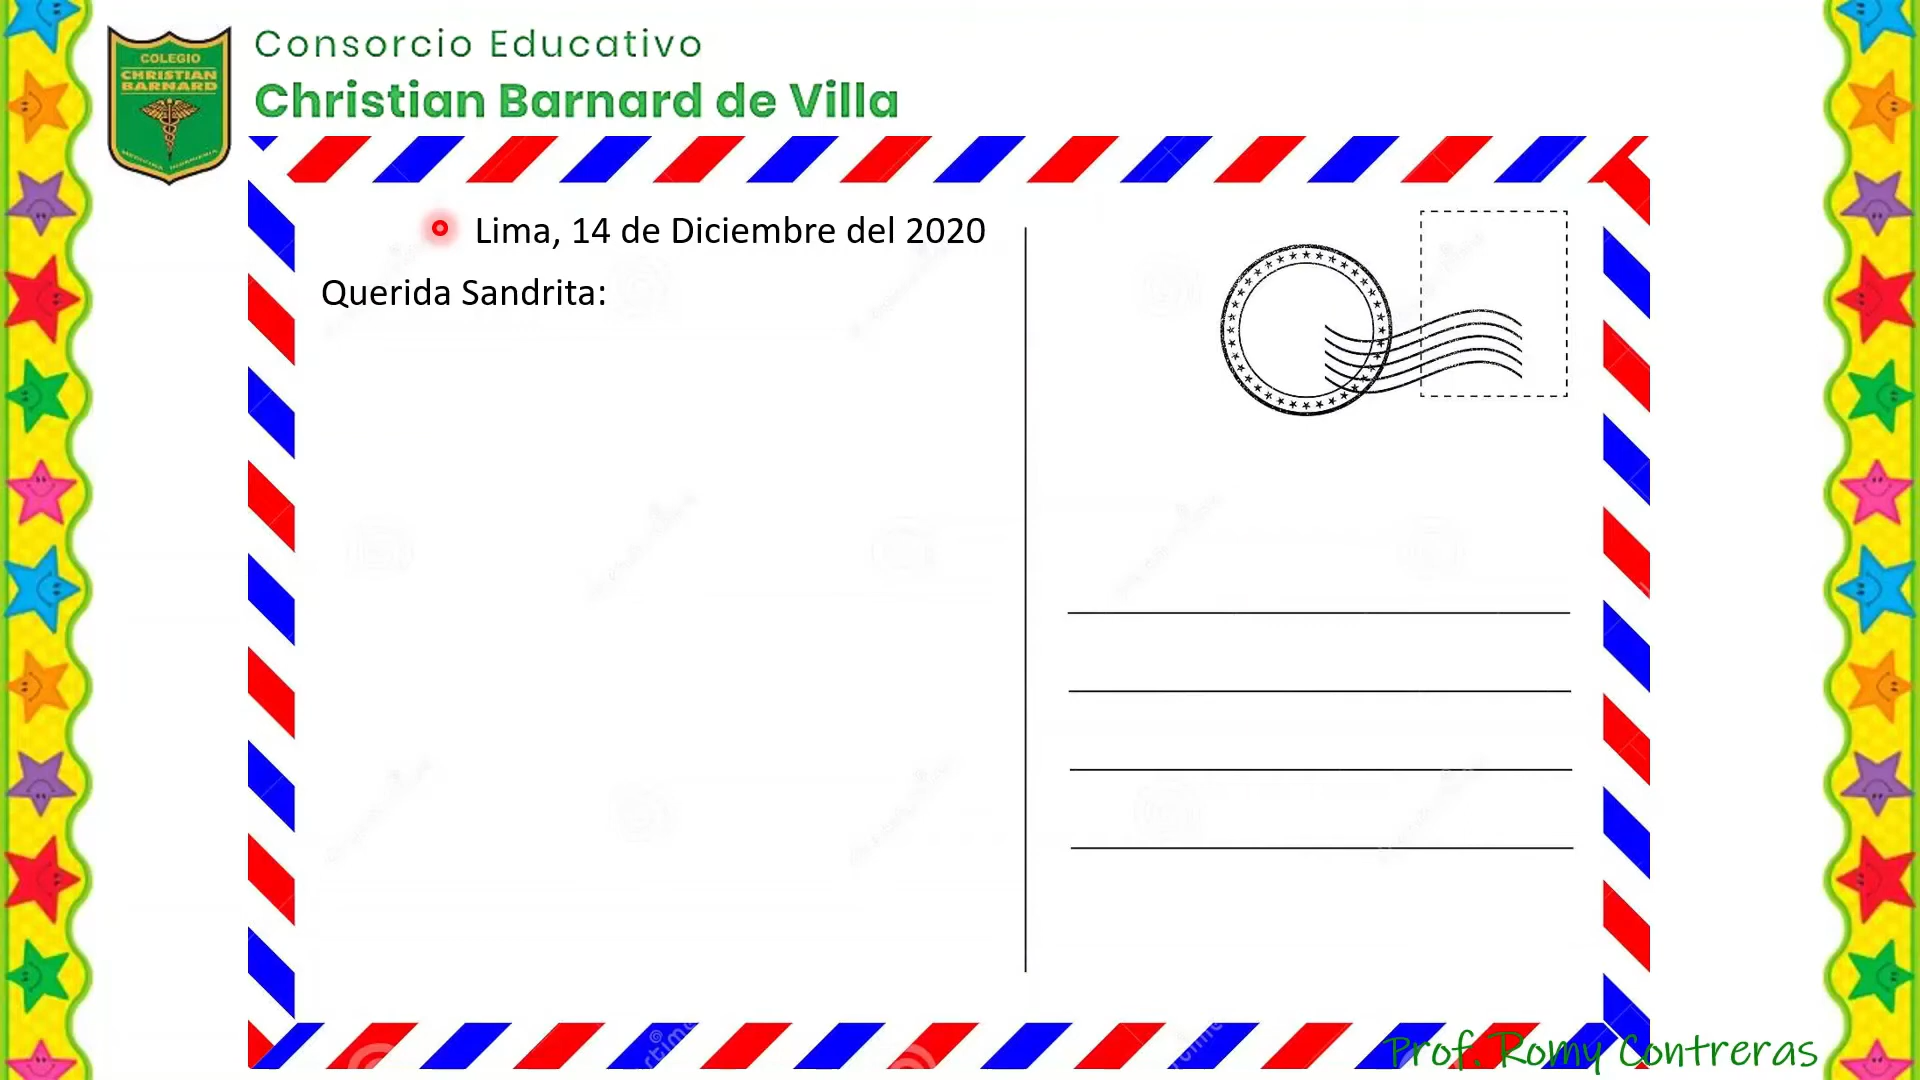 Consorcio Educativo
Christian Barnard de Villa
COLEGIO
CHRISTIAN
BARNARD
Lima, 14 de Diciembre del 2020
Querida Sandrita:
Prof. Romy Contreras